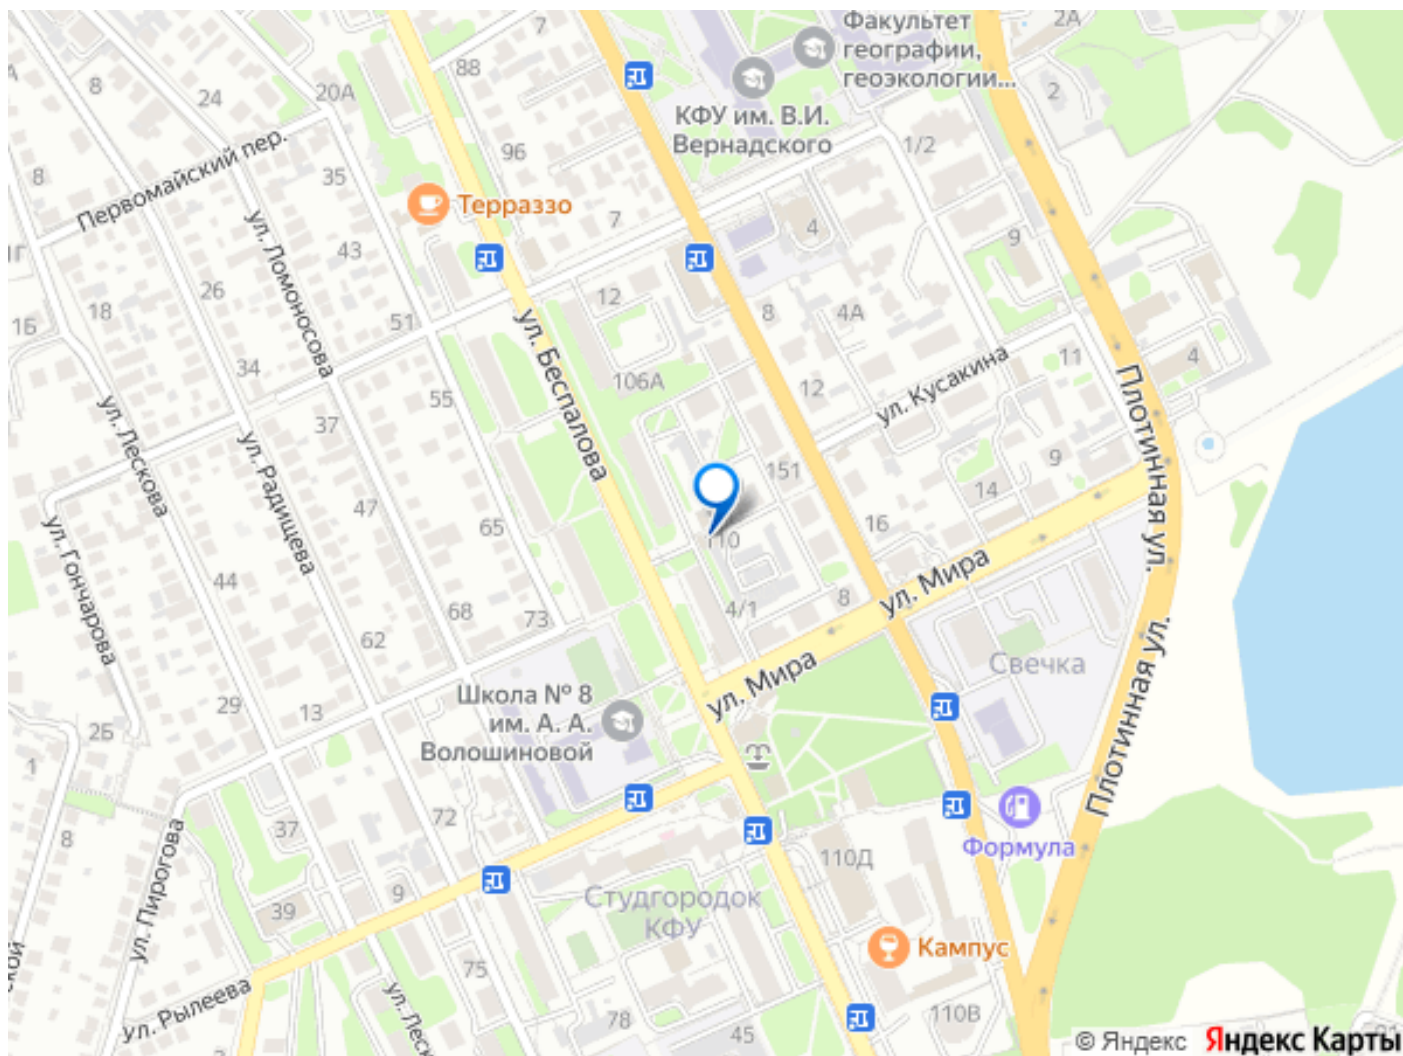 Факультет
географии,
геоэкологии...
2А
7
8
88
24
20А
2
КФУ им. В.И.
Вернадского
1/2
96
Первомайский пер.
8
35
Терраззо
7
4
9
ул. Ломоносова
43
1Г
26
12
18
51
8
4А
1Б
ул. Беспалова
34
106А
12
ул. Кусакина
11
4
Плотинная ул.
ул. Лескова
55
37
ул. Радищева
151
9
14
47
65
16
110
ул. Гончарова
44
ул. Мира
68
73
4/1
8
62
Свечка
Плотинная ул.
ул. Мира
Школа № 8
им. А. А.
Волошиновой
29
13
2Б
1
8
37
72
ул. Пирогова
110Д
Формула
9
39
Студгородок
КФУ
Кампус
ской
75
ул. Рылеева
ул. Леск
78
45
110В
© Яндекс Яндекс Карты